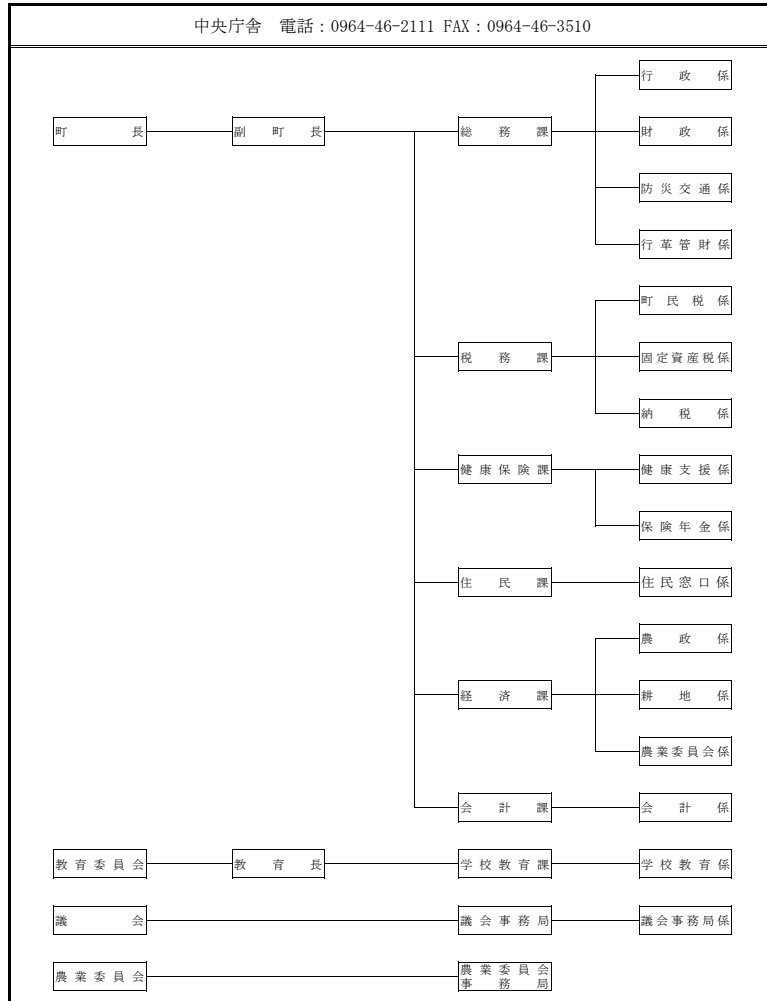 中央庁舎　電話：0964-46-2111 FAX：0964-46-3510
行政係
町長 副町長 総務課 財政係
防災交通係
行革管財係
町民税係
税務課 固定資産税係
納税係
健康保険課 健康支援係
保険年金係
住民課 住民窓口係
農政係
経済課 耕地係
農業委員会係
会計課 会計係
教育委員会 教育長 学校教育課 学校教育係
議会 議会事務局 議会事務局係
農業委員会 農業委員会
事務局